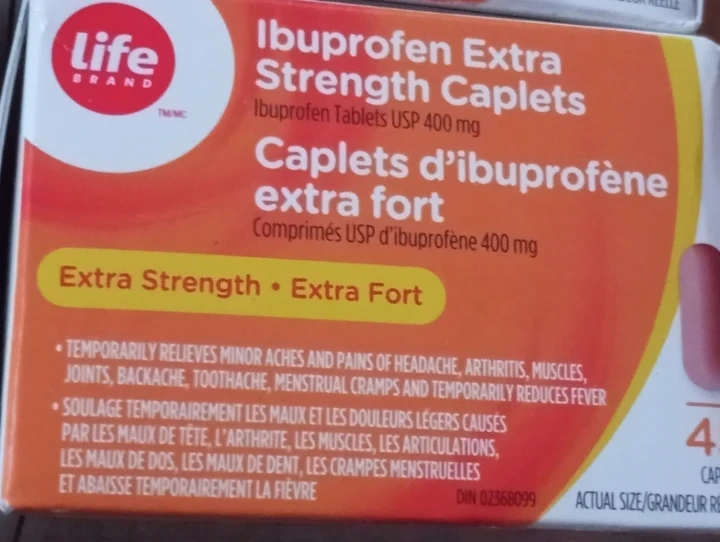 life
BRAND
TM/MC
Ibuprofen Extra
Strength Caplets
Ibuprofen Tablets USP 400 mg
Caplets d'ibuprofène
extra fort
Comprimés USP d'ibuprofène 400 mg
Extra Strength • Extra Fort
• TEMPORARILY RELIEVES MINOR ACHES AND PAINS OF HEADACHE, ARTHRITIS, MUSCLES,
JOINTS, BACKACHE, TOOTHACHE, MENSTRUAL CRAMPS AND TEMPORARILY REDUCES FEVER
• SOULAGE TEMPORAIREMENT LES MAUX ET LES DOULEURS LÉGERS CAUSÉS
PAR LES MAUX DE TÊTE, L'ARTHRITE, LES MUSCLES, LES ARTICULATIONS,
LES MAUX DE DOS, LES MAUX DE DENT, LES CRAMPES MENSTRUELLES
ET ABAISSE TEMPORAIREMENT LA FIÈVRE
DIN 02368099
4
CAP
ACTUAL SIZE/GRANDEUR RÉ